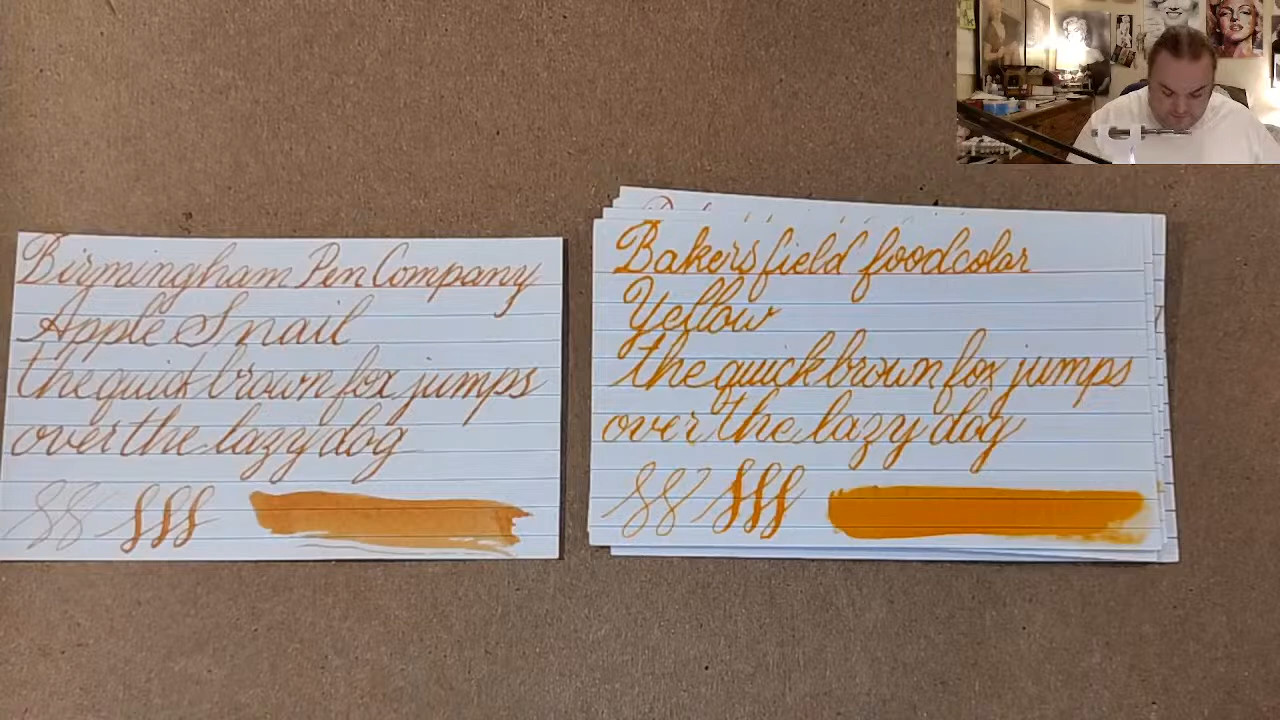 Birmingham Pen Company
Apple Snail
the quick brown fox jumps
over the lazy dog
Bakersfield foodcolor
Yellow
the quick brown fox jumps
over the lazy dog